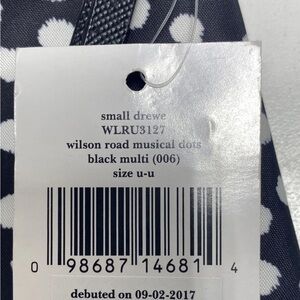 small drewe
WLRU3127
wilson road musical dots
black multi (006)
size u-u
0 98687 14681 4
debuted on 09-02-2017